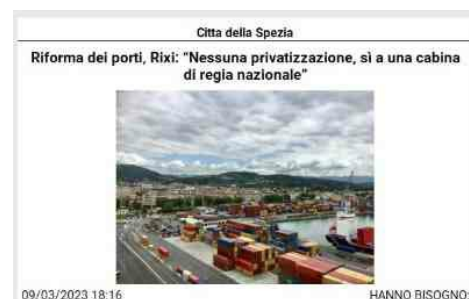 Citta della Spezia
Riforma dei porti, Rixi: “Nessuna privatizzazione, sì a una cabina
di regia nazionale”
09/03/2023 18:16 HANNO BISOGNO: